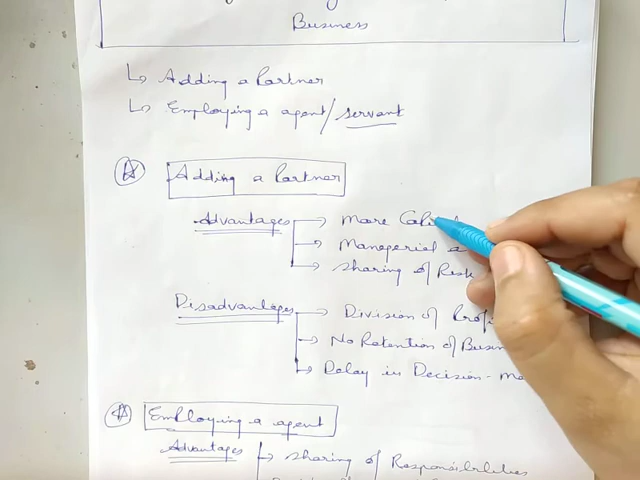 Business
↳ Adding a Partner
↳ Employing a agent/servant
(A) Adding a Partner
Advantages → More
→ Managerial
↳ Sharing of Risk
Disadvantages → Division of
→ No Retention of
↳ Delay in Decision-
(A) Employing a agent
Advantages → Sharing of Responsibilities